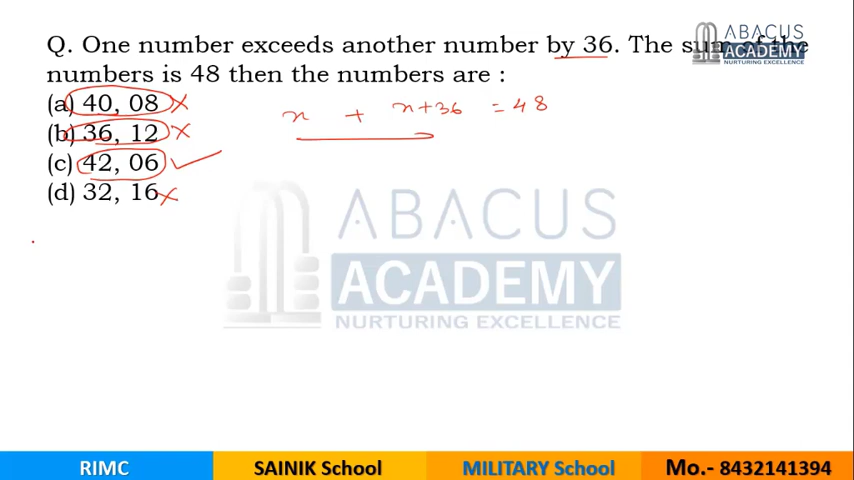 Q. One number exceeds another number by 36. The sum of the
numbers is 48 then the numbers are :
(a) 40, 08
(b) 36, 12
(c) 42, 06
(d) 32, 16
x + x+36 = 48
ABACUS
ACADEMY
NURTURING EXCELLENCE
ABACUS
ACADEMY
NURTURING EXCELLENCE
RIMC SAINIK School MILITARY School Mo.- 8432141394